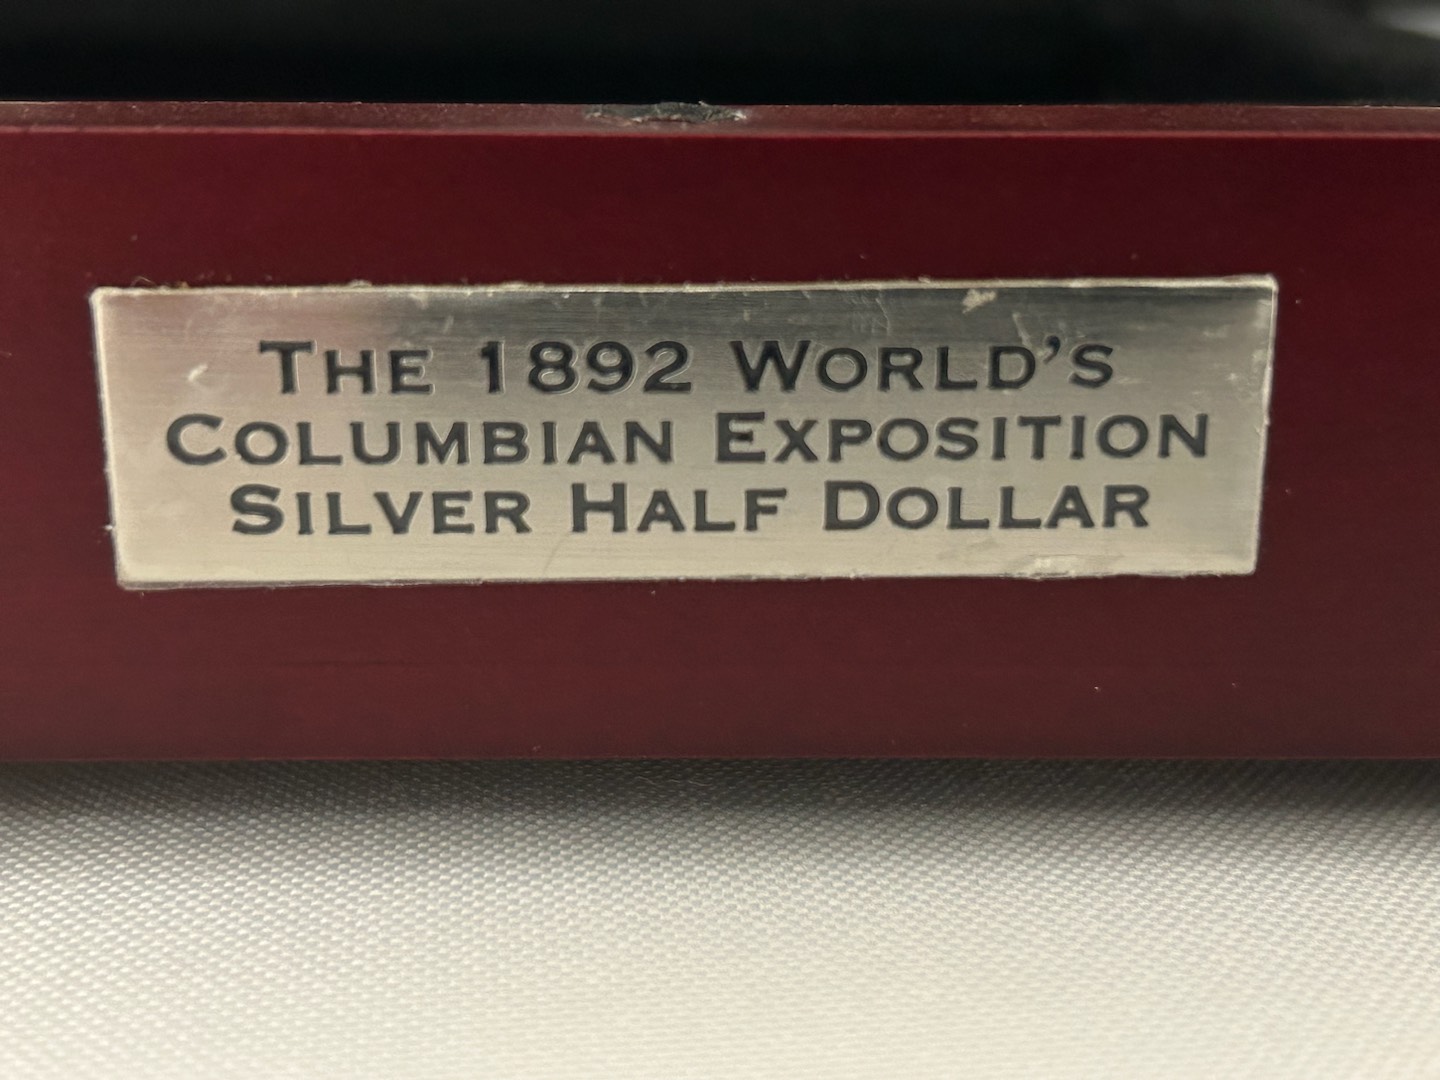 The 1892 World's
Columbian Exposition
Silver Half Dollar